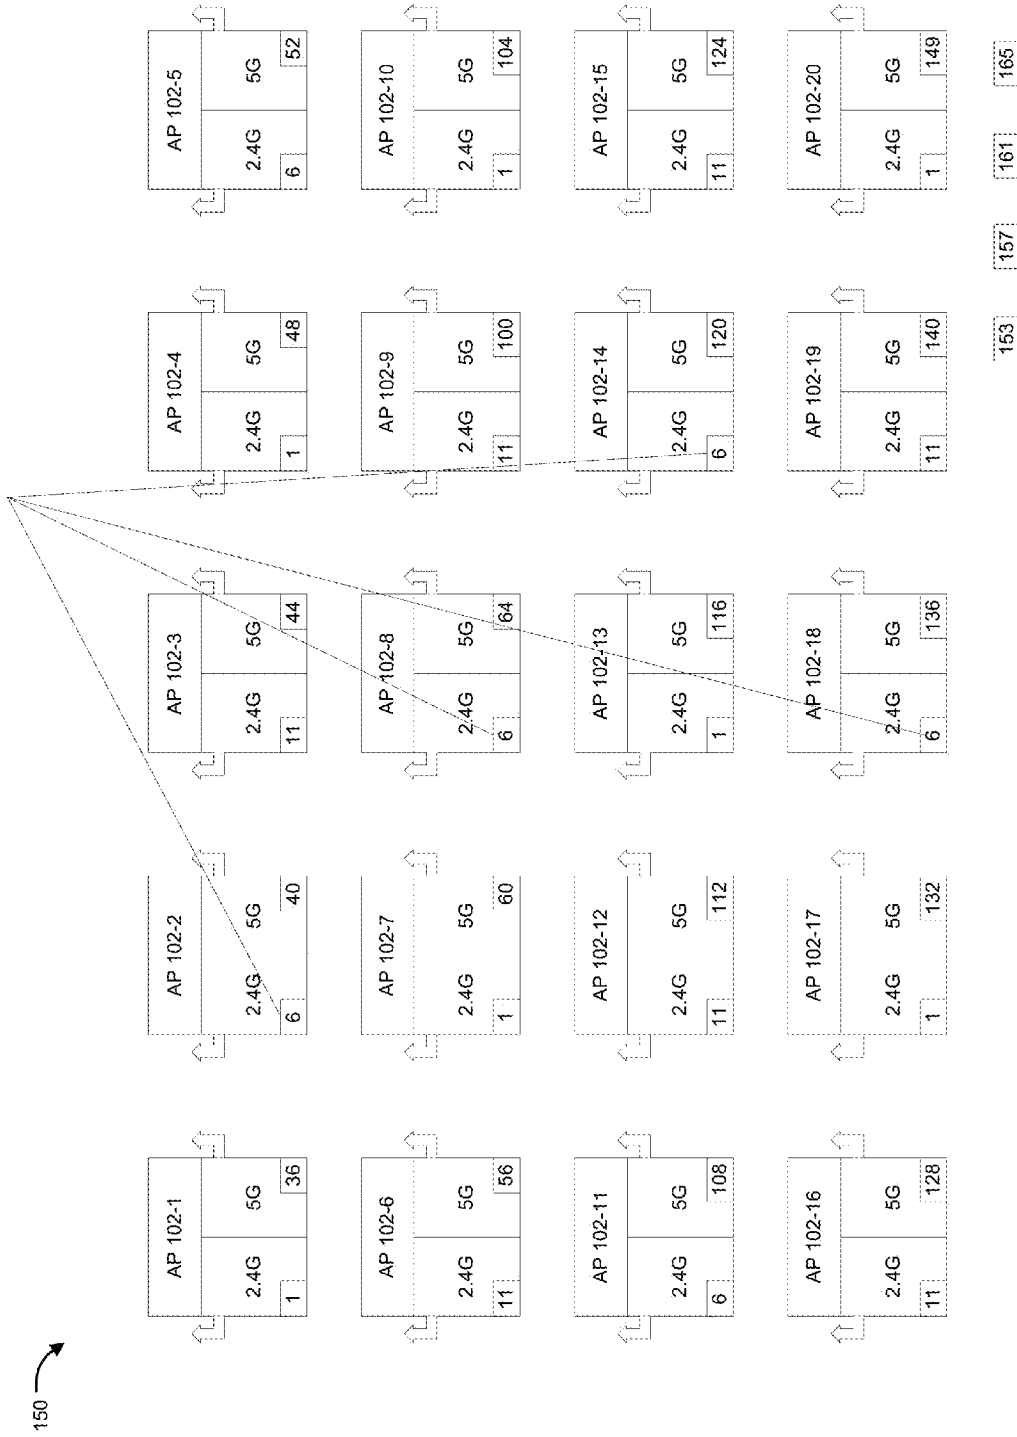 150
AP 102-1
2.4G 5G
1 36
AP 102-2
2.4G 5G
6 40
AP 102-3
2.4G 5G
11 44
AP 102-4
2.4G 5G
1 48
AP 102-5
2.4G 5G
6 52
AP 102-6
2.4G 5G
11 56
AP 102-7
2.4G 5G
1 60
AP 102-8
2.4G 5G
6 64
AP 102-9
2.4G 5G
11 100
AP 102-10
2.4G 5G
1 104
AP 102-11
2.4G 5G
6 108
AP 102-12
2.4G 5G
11 112
AP 102-13
2.4G 5G
1 116
AP 102-14
2.4G 5G
6 120
AP 102-15
2.4G 5G
11 124
AP 102-16
2.4G 5G
11 128
AP 102-17
2.4G 5G
1 132
AP 102-18
2.4G 5G
6 136
AP 102-19
2.4G 5G
11 140
AP 102-20
2.4G 5G
1 149
153 157 161 165